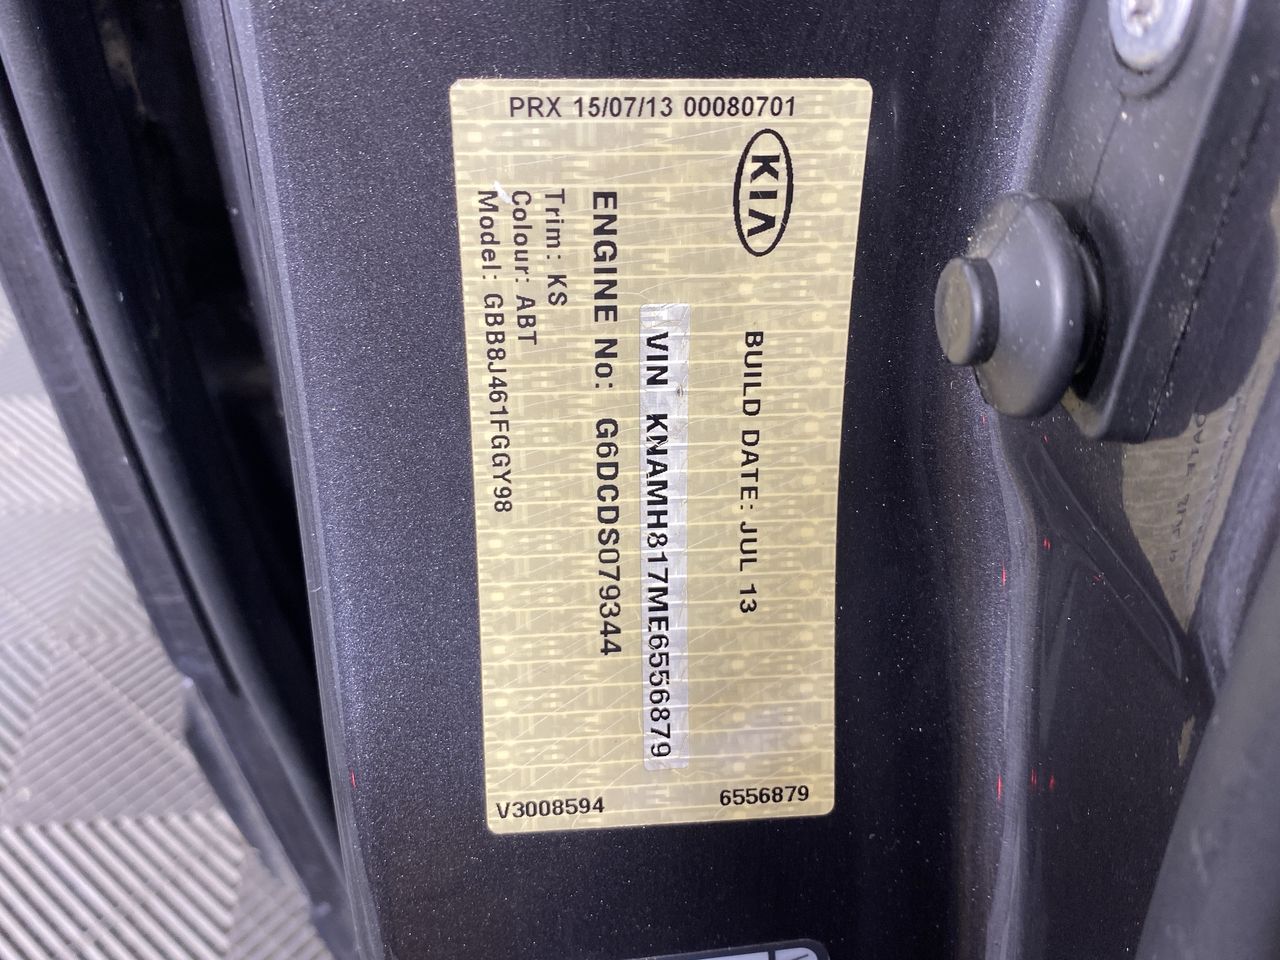 PRX 15/07/13 00080701
KIA
BUILD DATE: JUL 13
VIN KNAMH817ME6556879
ENGINE No: G6DCDS079344
Trim: KS
Colour: ABT
Model: GBB8J461FGGY98
V3008594
6556879